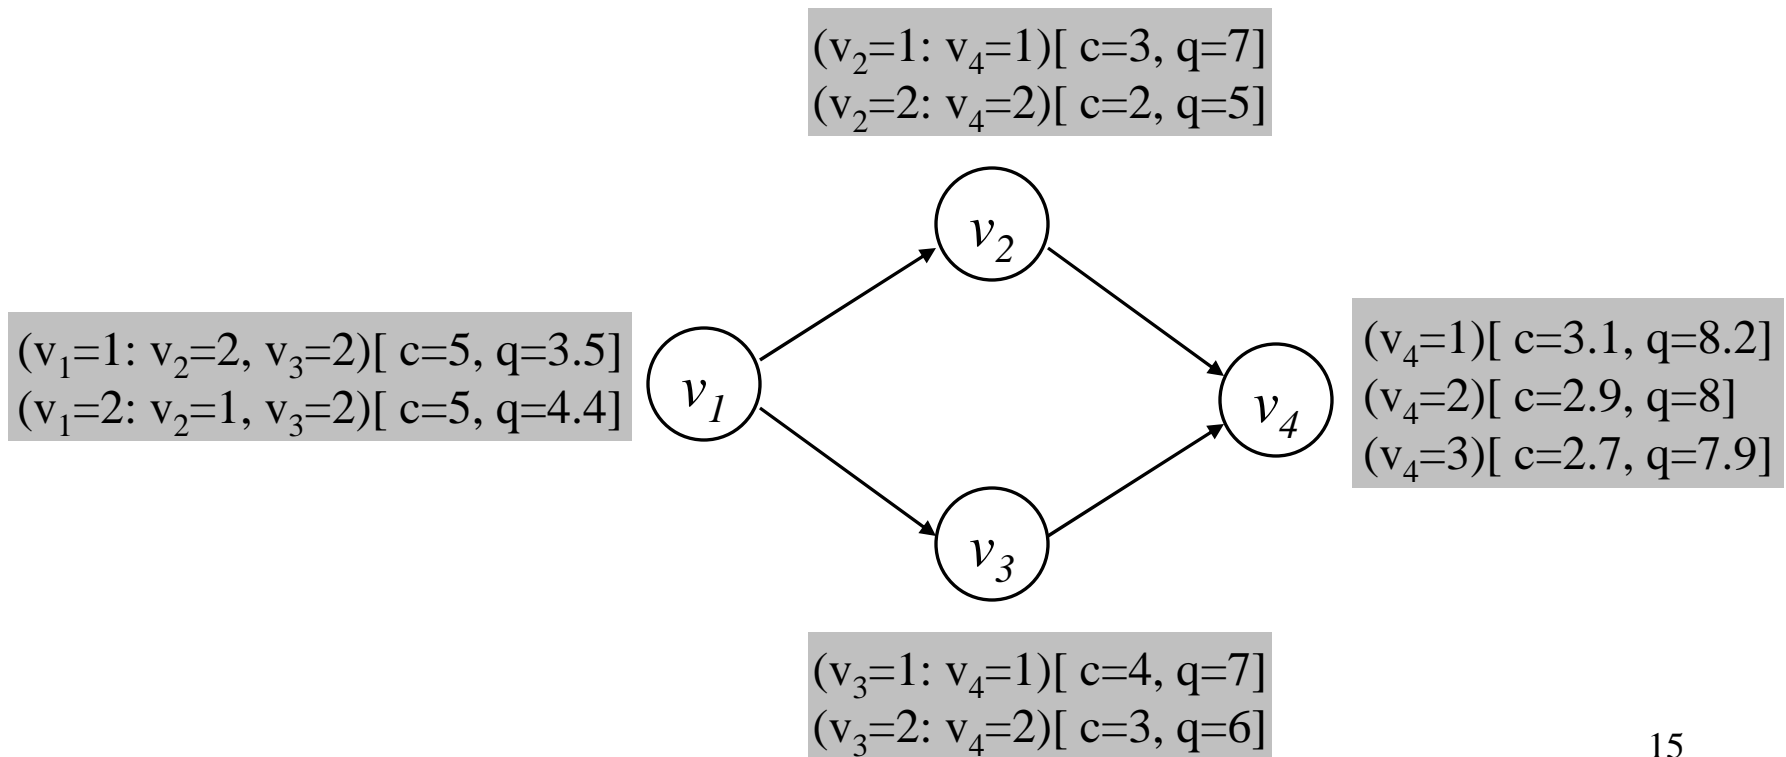 (v₂=1: v₄=1)[ c=3, q=7]
(v₂=2: v₄=2)[ c=2, q=5]
v₂
(v₁=1: v₂=2, v₃=2)[ c=5, q=3.5]
(v₁=2: v₂=1, v₃=2)[ c=5, q=4.4]
v₁
v₄
(v₄=1)[ c=3.1, q=8.2]
(v₄=2)[ c=2.9, q=8]
(v₄=3)[ c=2.7, q=7.9]
v₃
(v₃=1: v₄=1)[ c=4, q=7]
(v₃=2: v₄=2)[ c=3, q=6]
15